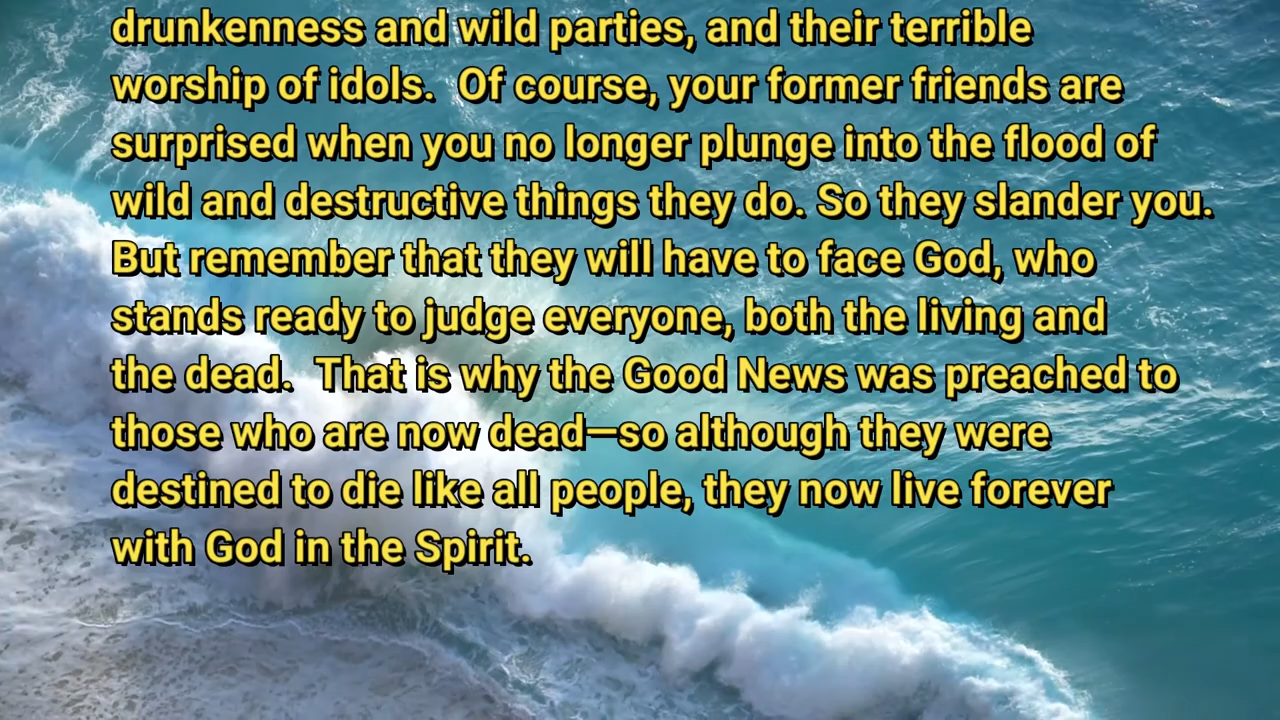 drunkenness and wild parties, and their terrible
worship of idols.  Of course, your former friends are
surprised when you no longer plunge into the flood of
wild and destructive things they do. So they slander you.
But remember that they will have to face God, who
stands ready to judge everyone, both the living and
the dead.  That is why the Good News was preached to
those who are now dead—so although they were
destined to die like all people, they now live forever
with God in the Spirit.